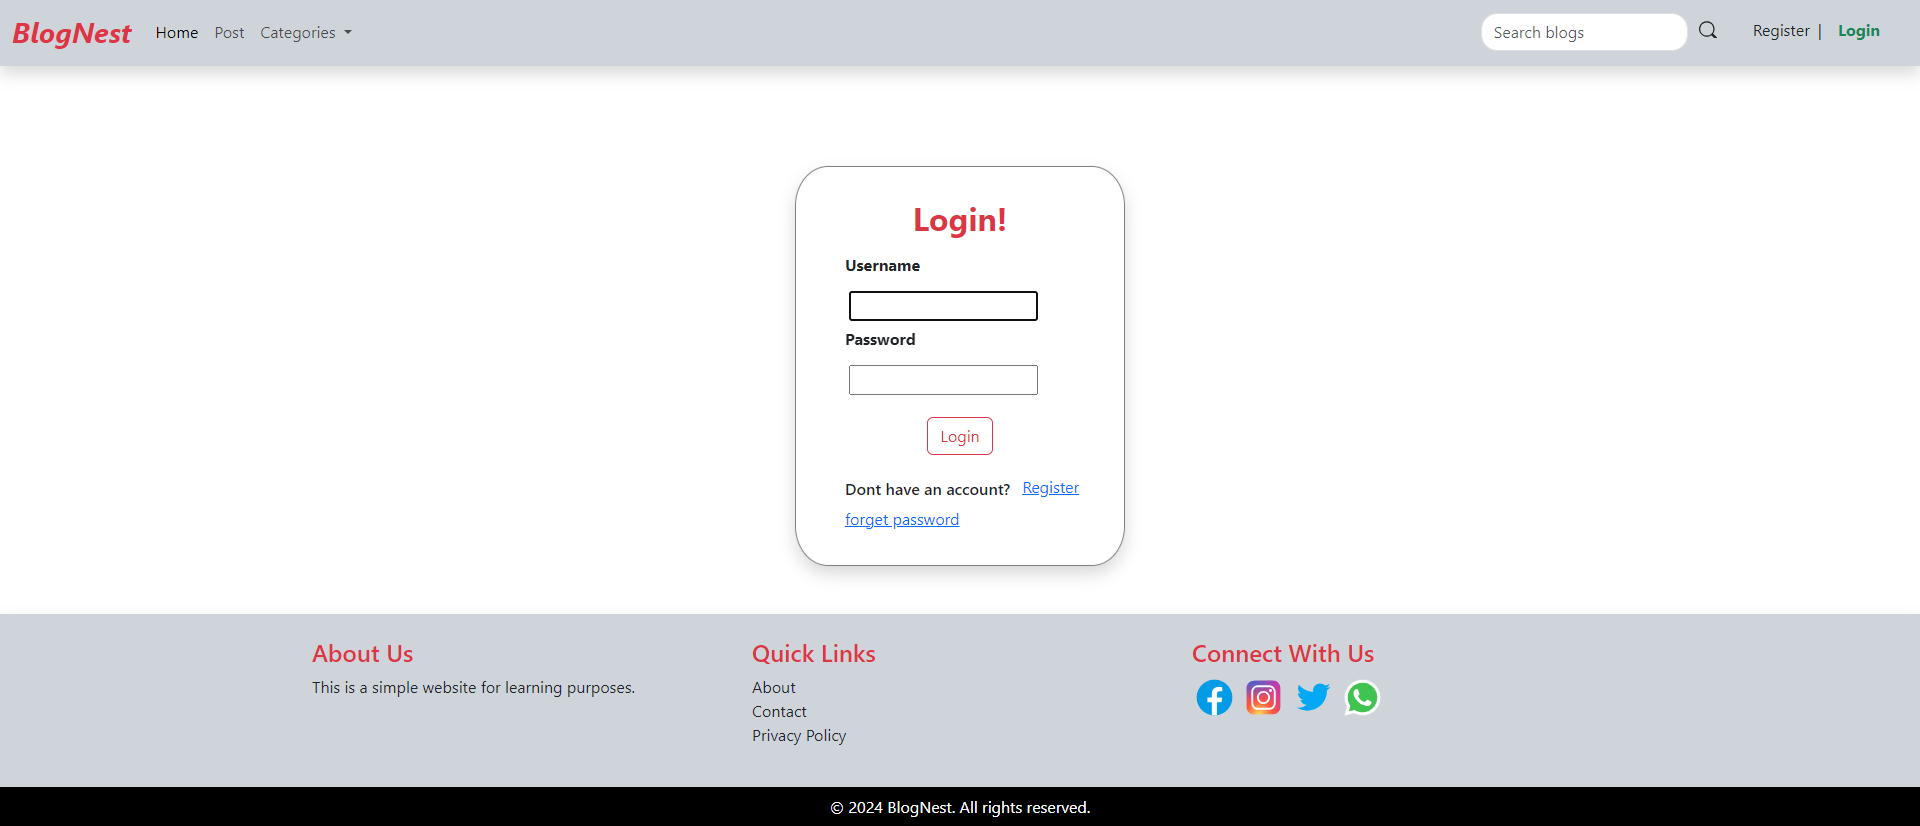 BlogNest Home Post Categories Search blogs Register | Login
Login!
Username
Password
Login
Dont have an account? Register
forget password
About Us
This is a simple website for learning purposes.
Quick Links
About
Contact
Privacy Policy
Connect With Us
© 2024 BlogNest. All rights reserved.